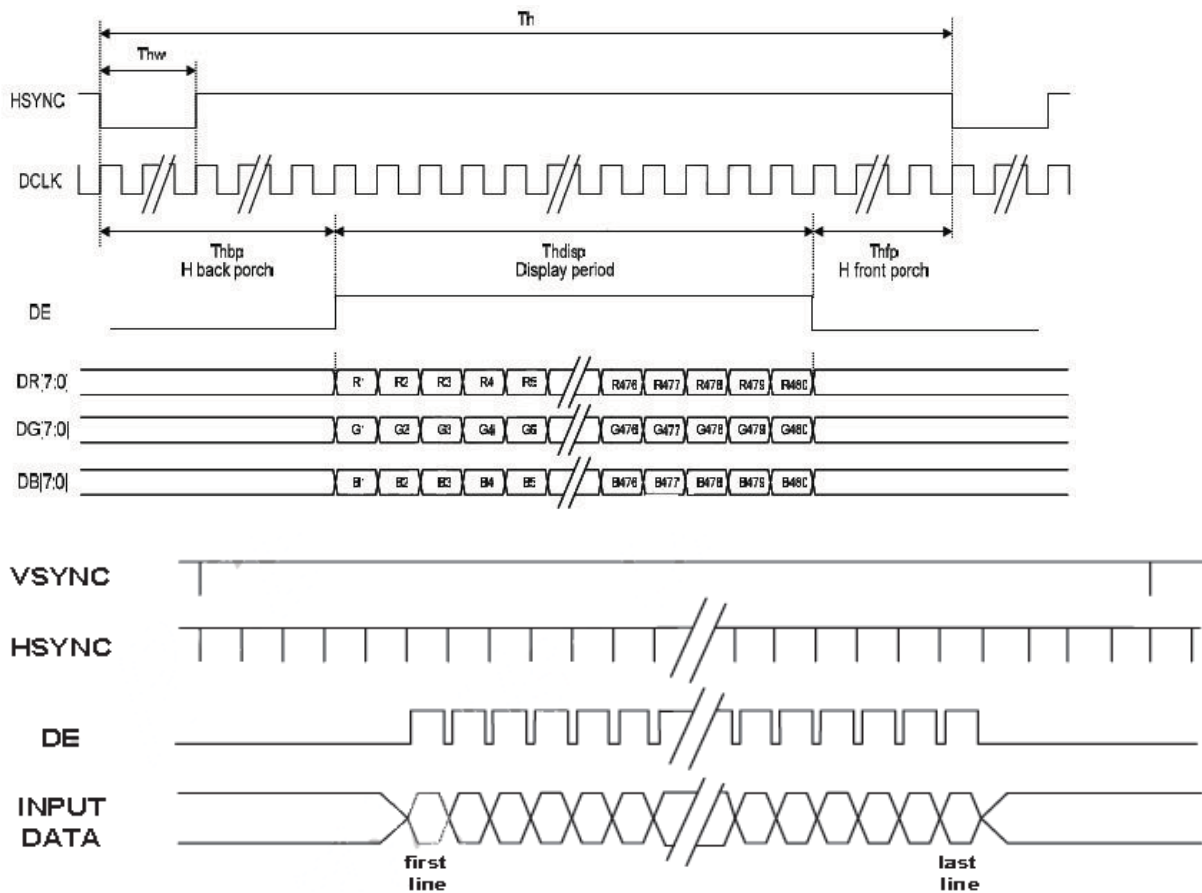 Th
Thw
HSYNC
DCLK
Thbp
H back porch
Thdisp
Display period
Thfp
H front porch
DE
DR[7:0]
R1 R2 R3 R4 R5 R476 R477 R478 R479 R480
DG[7:0]
G1 G2 G3 G4 G5 G476 G477 G478 G479 G480
DB[7:0]
B1 B2 B3 B4 B5 B476 B477 B478 B479 B480
VSYNC
HSYNC
DE
INPUT
DATA
first
line
last
line